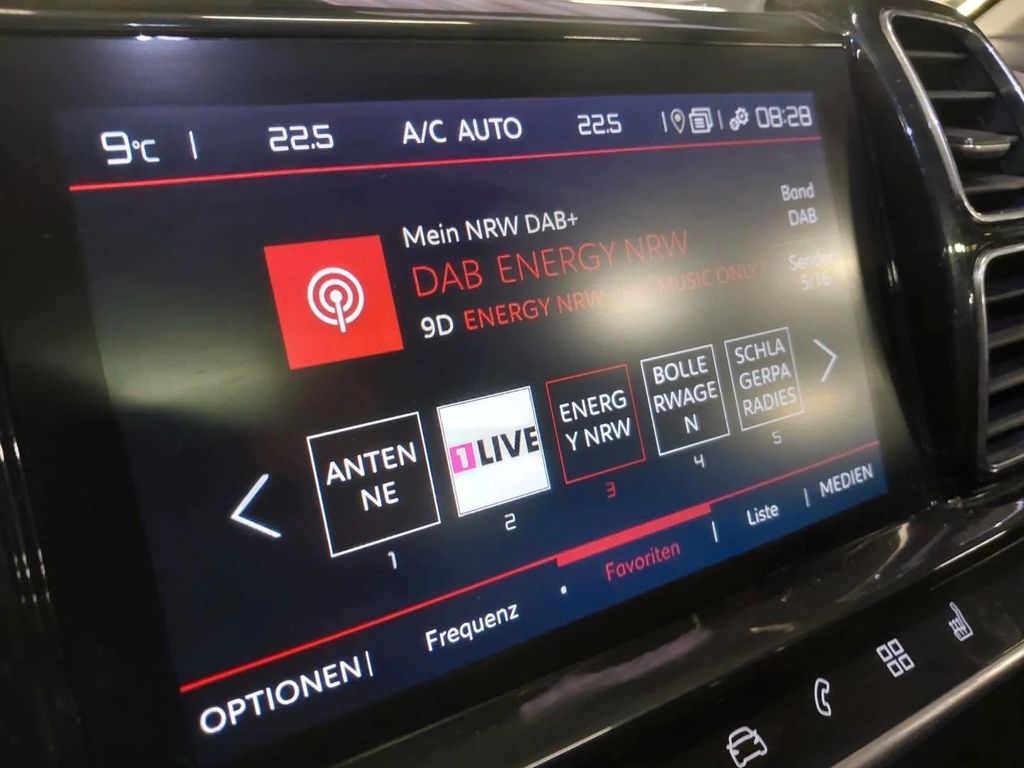 9°C | 22.5 A/C AUTO 22.5 | | 08:28
Mein NRW DAB+
Band
DAB
DAB ENERGY NRW
Sender
5/16
9D ENERGY NRW MUSIC ONLY
ANTEN
NE
1
1LIVE
2
ENERG
Y NRW
3
BOLLE
RWAGE
N
4
SCHLA
GERPA
RADIES
5
OPTIONEN | Frequenz Favoriten | Liste | MEDIEN